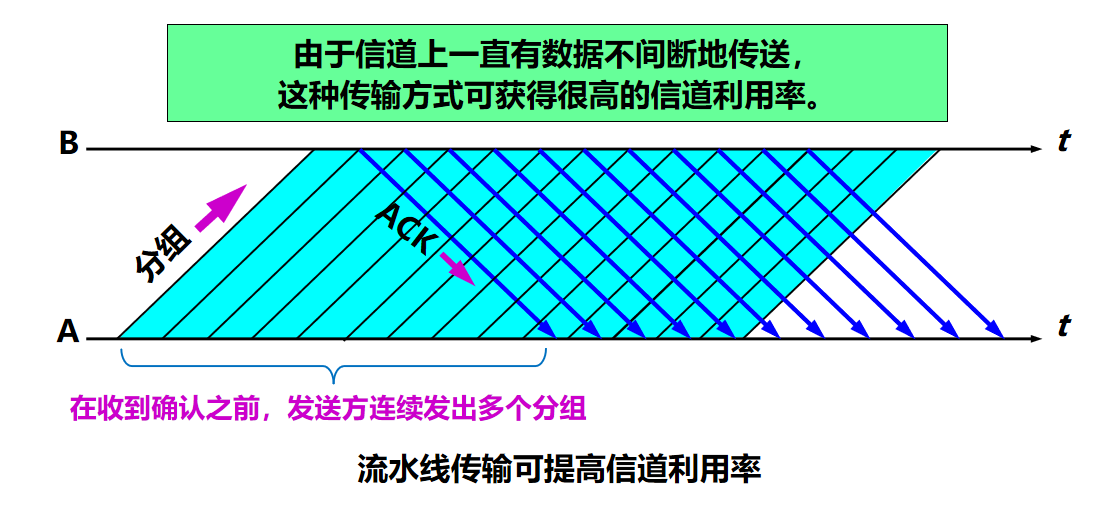 由于信道上一直有数据不间断地传送，
这种传输方式可获得很高的信道利用率。
B
t
分组
ACK
A
t
在收到确认之前，发送方连续发出多个分组
流水线传输可提高信道利用率